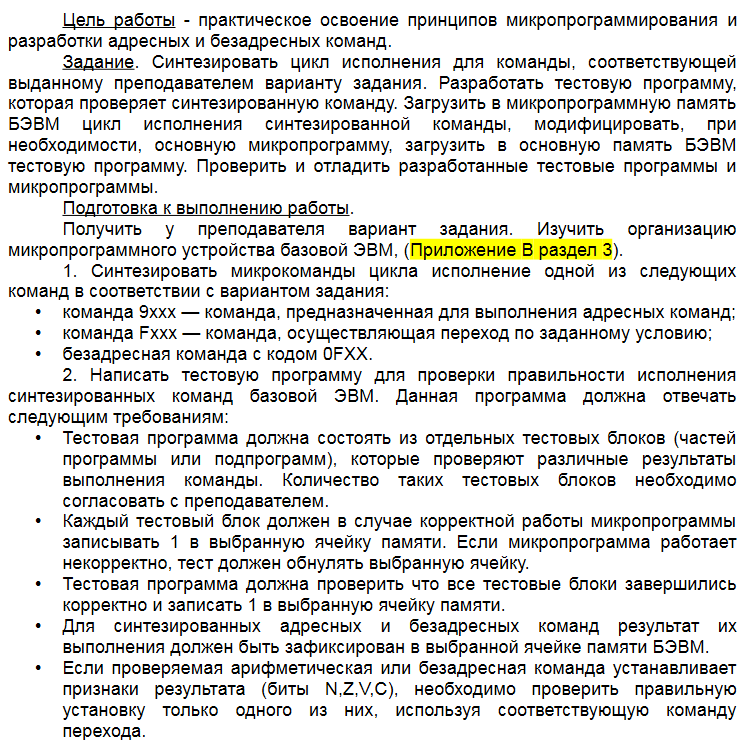 Цель работы - практическое освоение принципов микропрограммирования и
разработки адресных и безадресных команд.
Задание. Синтезировать цикл исполнения для команды, соответствующей
выданному преподавателем варианту задания. Разработать тестовую программу,
которая проверяет синтезированную команду. Загрузить в микропрограммную память
БЭВМ цикл исполнения синтезированной команды, модифицировать, при
необходимости, основную микропрограмму, загрузить в основную память БЭВМ
тестовую программу. Проверить и отладить разработанные тестовые программы и
микропрограммы.
Подготовка к выполнению работы.
Получить у преподавателя вариант задания. Изучить организацию
микропрограммного устройства базовой ЭВМ, (Приложение В раздел 3).
1. Синтезировать микрокоманды цикла исполнение одной из следующих
команд в соответствии с вариантом задания:
• команда 9xxx — команда, предназначенная для выполнения адресных команд;
• команда Fxxx — команда, осуществляющая переход по заданному условию;
• безадресная команда с кодом 0FXX.
2. Написать тестовую программу для проверки правильности исполнения
синтезированных команд базовой ЭВМ. Данная программа должна отвечать
следующим требованиям:
• Тестовая программа должна состоять из отдельных тестовых блоков (частей
программы или подпрограмм), которые проверяют различные результаты
выполнения команды. Количество таких тестовых блоков необходимо
согласовать с преподавателем.
• Каждый тестовый блок должен в случае корректной работы микропрограммы
записывать 1 в выбранную ячейку памяти. Если микропрограмма работает
некорректно, тест должен обнулять выбранную ячейку.
• Тестовая программа должна проверить что все тестовые блоки завершились
корректно и записать 1 в выбранную ячейку памяти.
• Для синтезированных адресных и безадресных команд результат их
выполнения должен быть зафиксирован в выбранной ячейке памяти БЭВМ.
• Если проверяемая арифметическая или безадресная команда устанавливает
признаки результата (биты N,Z,V,C), необходимо проверить правильную
установку только одного из них, используя соответствующую команду
перехода.